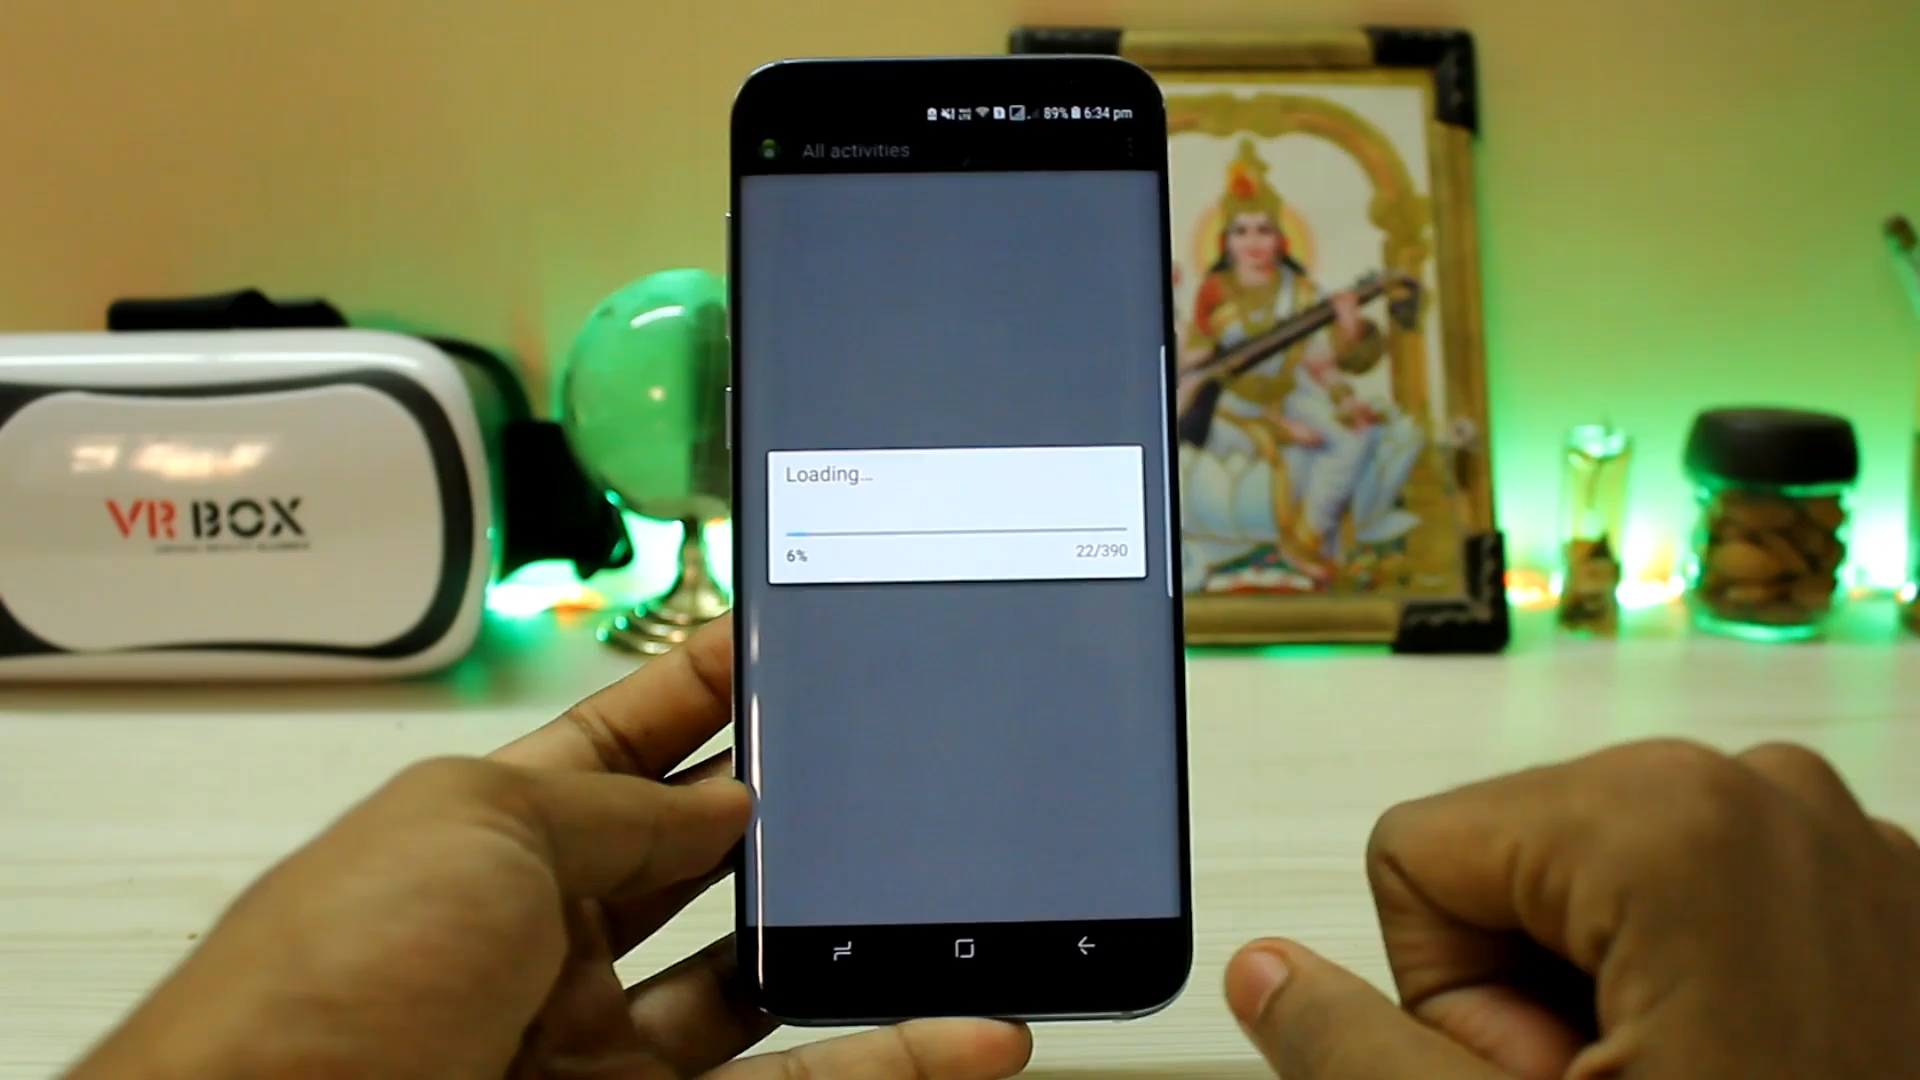 89% 6:34 pm
All activities
Loading...
6% 22/390
VR BOX